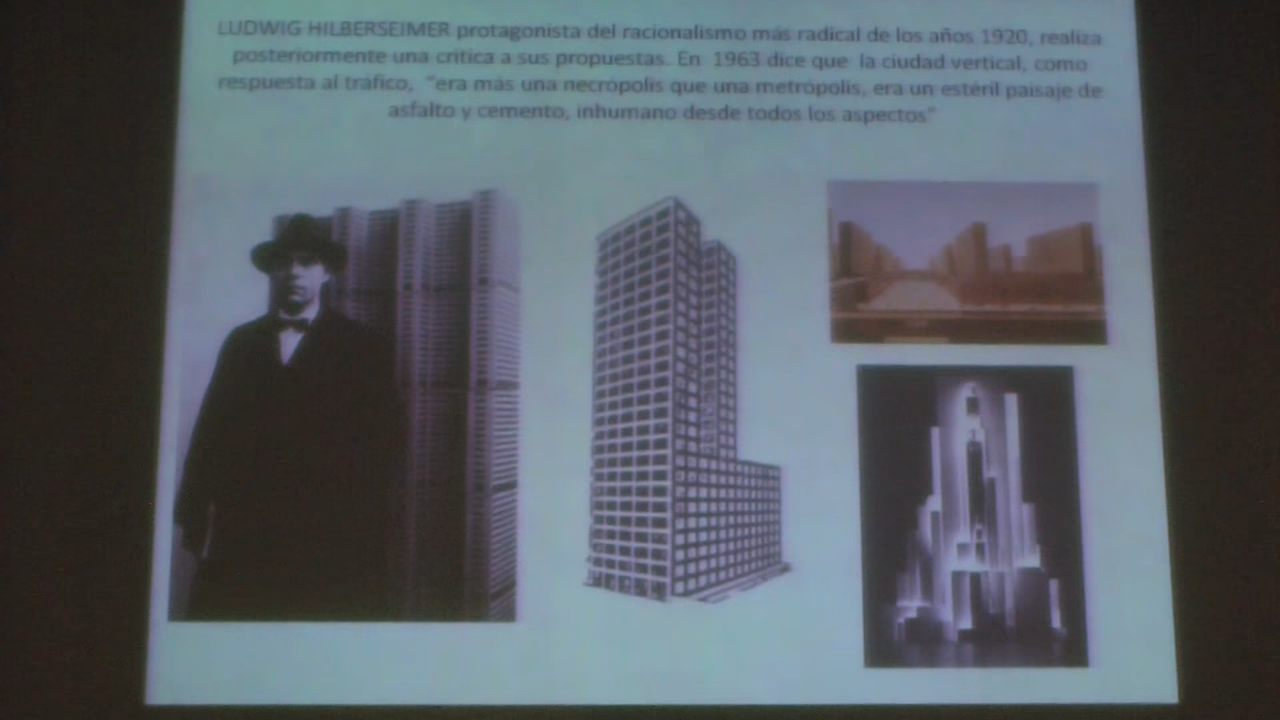 LUDWIG HILBERSEIMER protagonista del racionalismo más radical de los años 1920, realiza
posteriormente una crítica a sus propuestas. En 1963 dice que la ciudad vertical, como
respuesta al tráfico, "era más una necrópolis que una metrópolis, era un estéril paisaje de
asfalto y cemento, inhumano desde todos los aspectos"